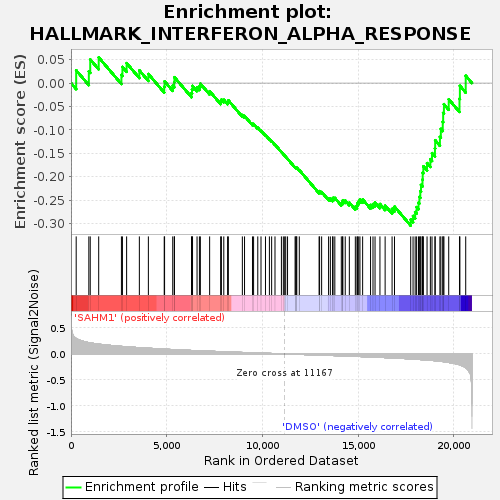 Enrichment plot:
HALLMARK_INTERFERON_ALPHA_RESPONSE
Enrichment score (ES)
0.05
0.00
-0.05
-0.10
-0.15
-0.20
-0.25
-0.30
'SAHM1' (positively correlated)
Ranked list metric (Signal2Noise)
0.5
0.0
-0.5
-1.0
-1.5
Zero cross at 11167
'DMSO' (negatively correlated)
0
5,000
10,000
15,000
20,000
Rank in Ordered Dataset
Enrichment profile
Hits
Ranking metric scores